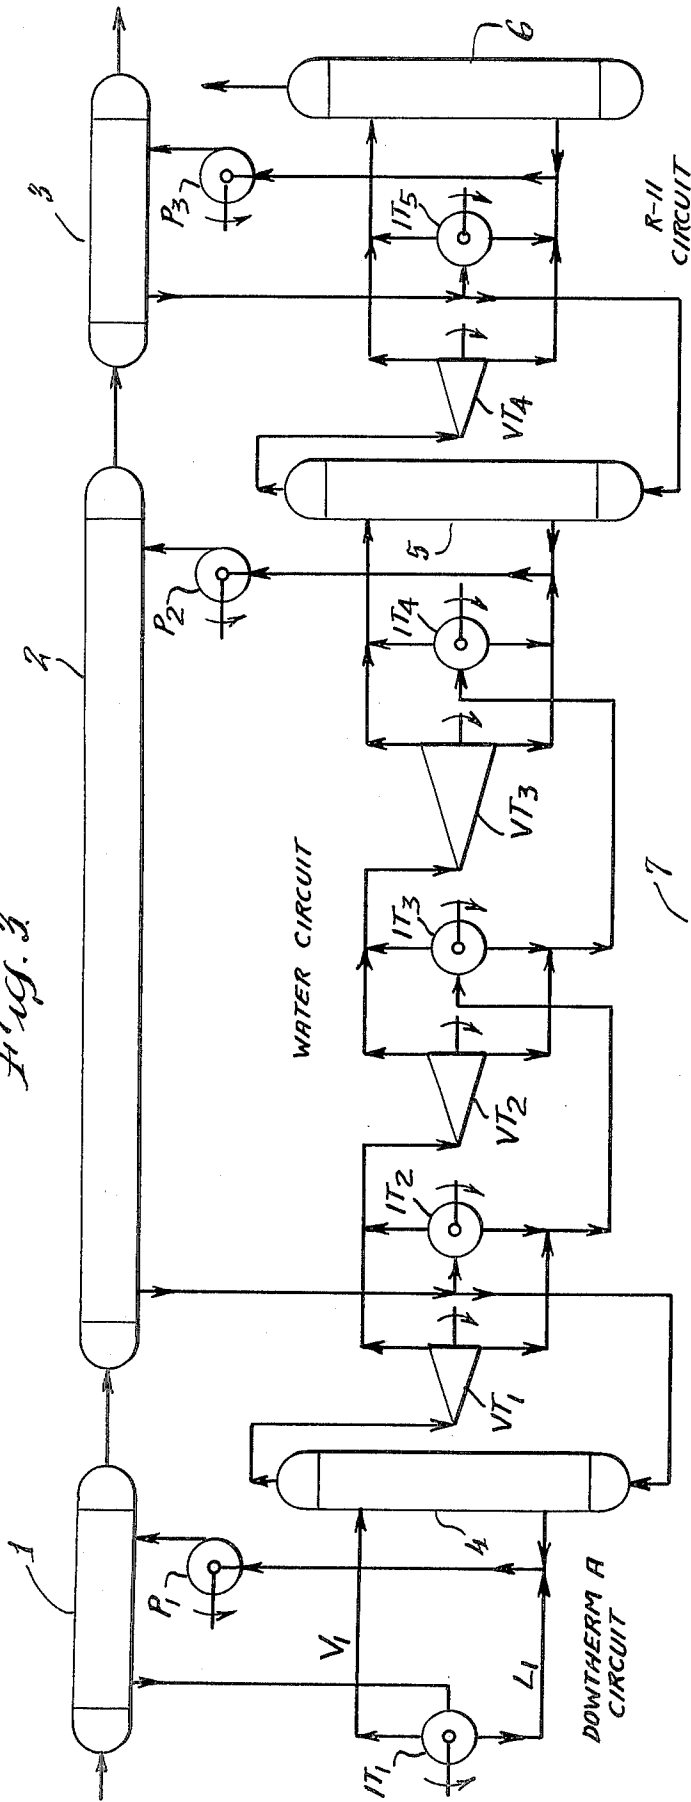 Fig. 3
1
2
3
P1
P2
P3
WATER CIRCUIT
IT1
V1
L1
4
VT1
IT2
VT2
IT3
VT3
IT4
5
VT4
IT5
6
7
DOWTHERM A
CIRCUIT
R-11
CIRCUIT